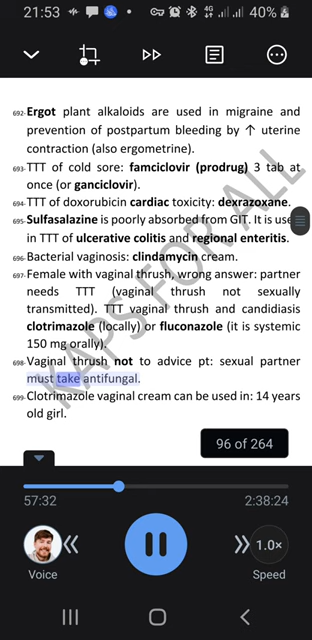 21:53
4G
40%
692- Ergot plant alkaloids are used in migraine and
prevention of postpartum bleeding by ↑ uterine
contraction (also ergometrine).
693- TTT of cold sore: famciclovir (prodrug) 3 tab at
once (or ganciclovir).
694- TTT of doxorubicin cardiac toxicity: dexrazoxane.
695- Sulfasalazine is poorly absorbed from GIT. It is use
in TTT of ulcerative colitis and regional enteritis.
696- Bacterial vaginosis: clindamycin cream.
697- Female with vaginal thrush, wrong answer: partner
needs TTT (vaginal thrush not sexually
transmitted). TTT vaginal thrush and candidiasis
clotrimazole (locally) or fluconazole (it is systemic
150 mg orally).
698- Vaginal thrush not to advice pt: sexual partner
must take antifungal.
699- Clotrimazole vaginal cream can be used in: 14 years
old girl.
KAPS FOR ALL
96 of 264
57:32
2:38:24
1.0×
Voice
Speed